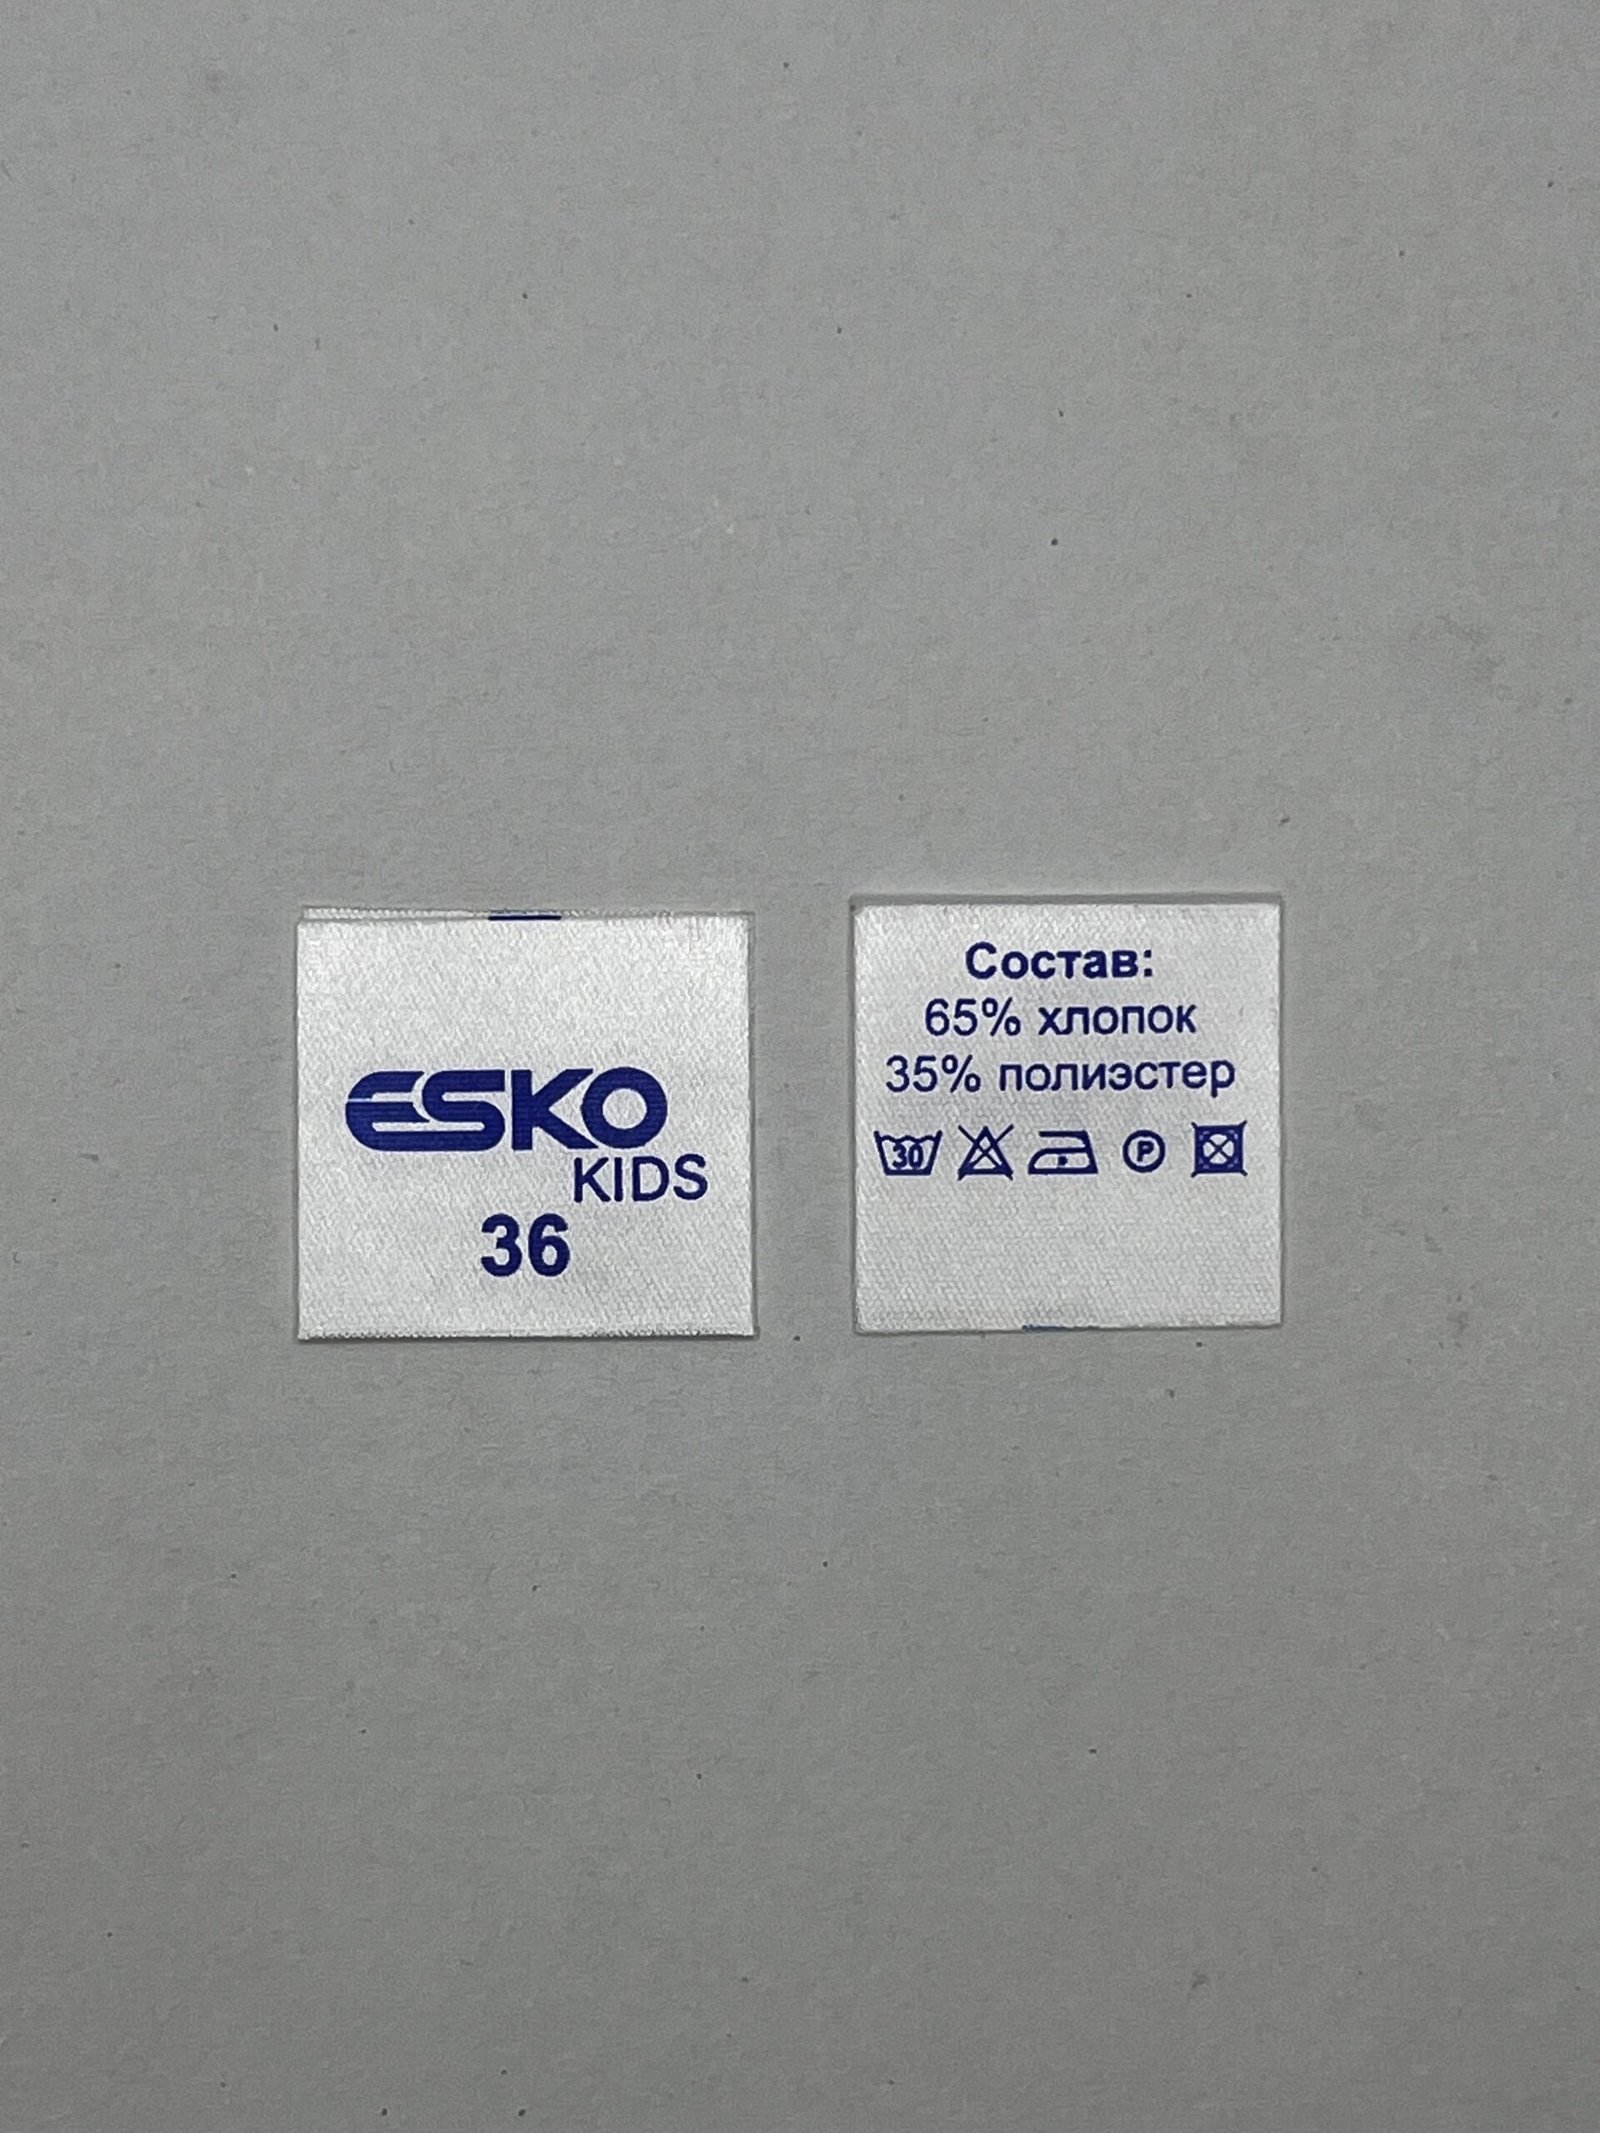 ESKO
KIDS
36
Состав:
65% хлопок
35% полиэстер
30 P